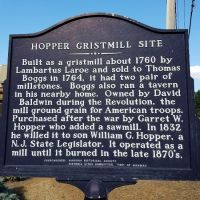 HOPPER GRISTMILL SITE
Built as a gristmill about 1760 by
Lambartus Laroe and sold to Thomas
Boggs in 1764, it had two pair of
millstones. Boggs also ran a tavern
in his nearby home. Owned by David
Baldwin during the Revolution, the
mill ground grain for American troops.
Purchased after the war by Garret W.
Hopper who added a sawmill. In 1832
he willed it to son William G. Hopper, a
N. J. State Legislator. It operated as a
mill until it burned in the late 1870's.